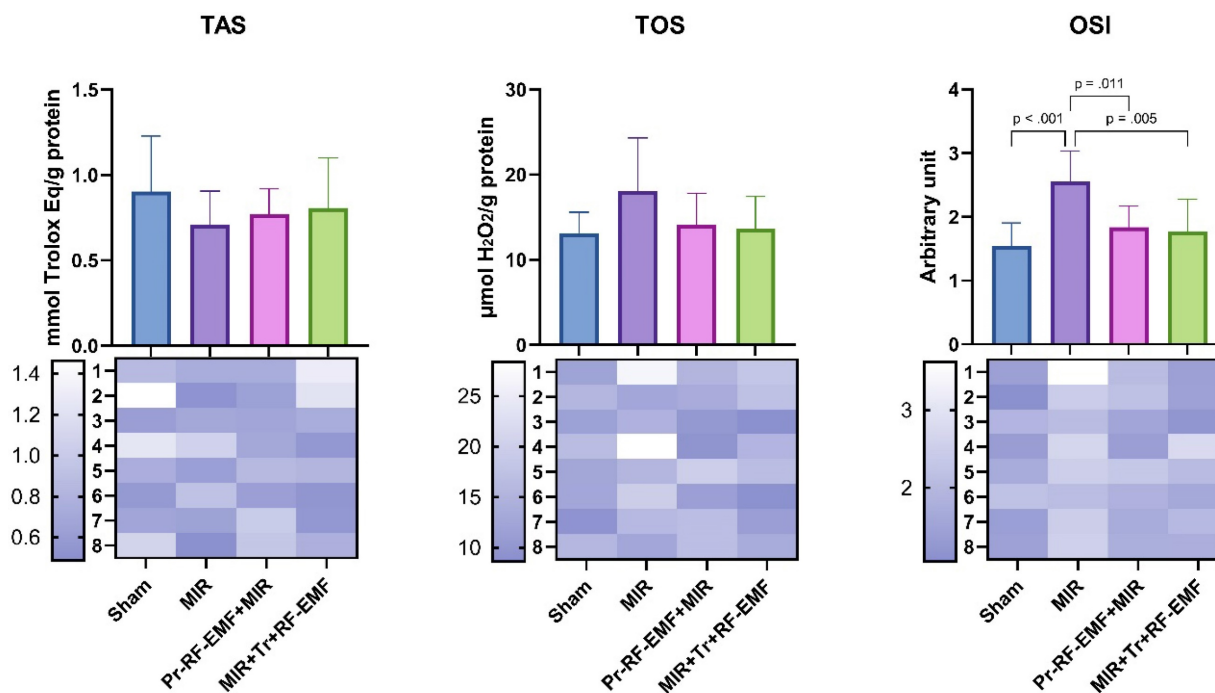 TAS
mmol Trolox Eq/g protein
1.5
1.0
0.5
0.0
1.4
1.2
1.0
0.8
0.6
1
2
3
4
5
6
7
8
Sham
MIR
Pr-RF-EMF+MIR
MIR+Tr+RF-EMF
TOS
µmol H₂O₂/g protein
30
20
10
0
25
20
15
10
1
2
3
4
5
6
7
8
Sham
MIR
Pr-RF-EMF+MIR
MIR+Tr+RF-EMF
OSI
Arbitrary unit
4
3
2
1
0
p = .011
p < .001
p = .005
3
2
1
2
3
4
5
6
7
8
Sham
MIR
Pr-RF-EMF+MIR
MIR+Tr+RF-EMF